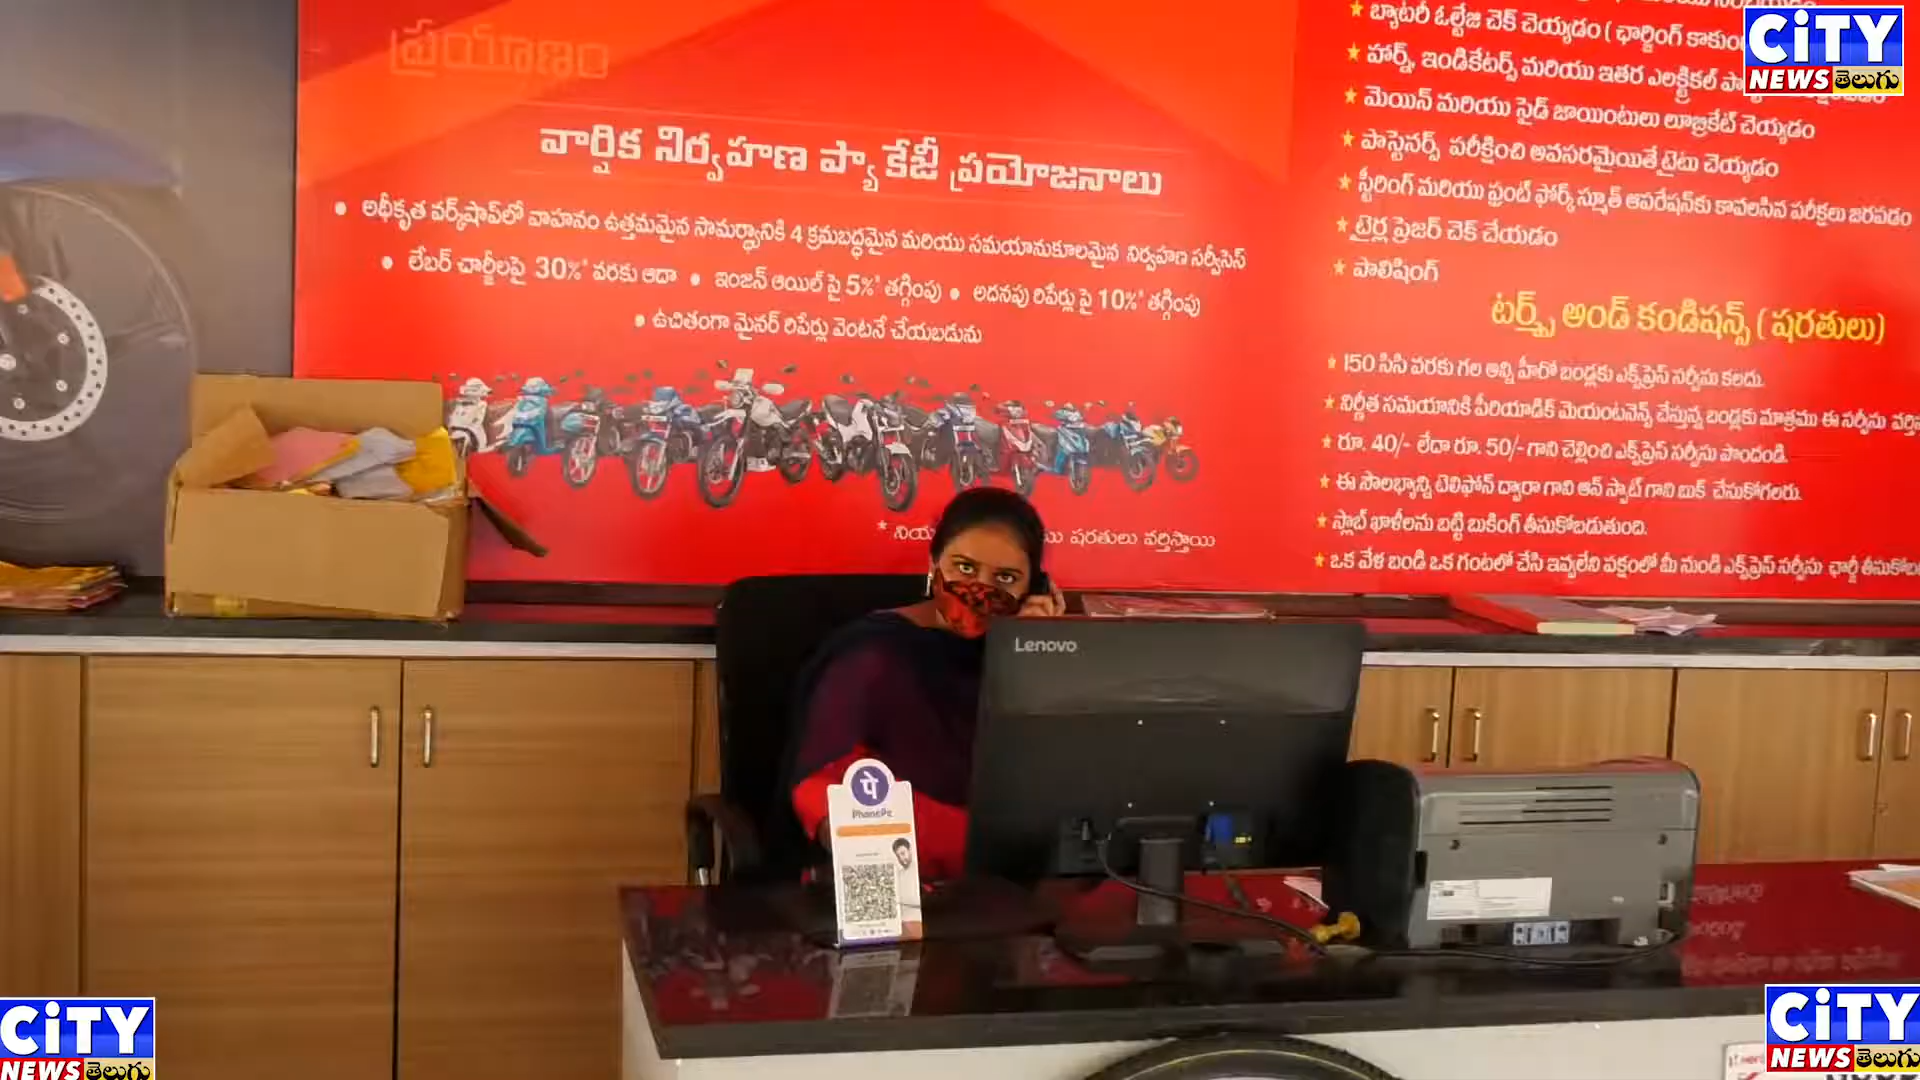 ప్రయాణం
వార్షిక నిర్వహణ ప్యాకేజీ ప్రయోజనాలు
● అధీకృత వర్క్‌షాప్‌లో వాహనం ఉత్తమమైన సామర్థ్యానికి 4 క్రమబద్ధమైన మరియు సమయానుకూలమైన నిర్వహణ సర్వీసెస్
● లేబర్ చార్జీలపై 30%* వరకు ఆదా ● ఇంజన్ ఆయిల్ పై 5%* తగ్గింపు ● అదనపు రిపేర్లు పై 10%* తగ్గింపు
● ఉచితంగా మైనర్ రిపేర్లు వెంటనే చేయబడును
* షరతులు వర్తిస్తాయి
★ బ్యాటరీ ఓల్టేజి చెక్ చెయ్యడం ( ఛార్జింగ్
★ హార్న్, ఇండికేటర్స్ మరియు ఇతర ఎలక్ట్రికల్
★ మెయిన్ మరియు సైడ్ జాయింటులు లూబ్రికేట్ చెయ్యడం
★ పాస్టెనర్స్ పరీక్షించి అవసరమైయితే టైటు చెయ్యడం
★ స్టీరింగ్ మరియు ఫ్రంట్ ఫోర్క్ స్మూత్ ఆపరేషన్‌కు కావలసిన పరీక్షలు జరపడం
★ టైర్ల ప్రెజర్ చెక్ చేయడం
★ పాలిషింగ్
టర్మ్స్ అండ్ కండిషన్స్ ( షరతులు)
★ 150 సిసి వరకు గల అన్ని హీరో బండ్లకు ఎక్స్‌ప్రెస్ సర్వీసు కలదు.
★ నిర్ణీత సమయానికి పీరియాడిక్ మెయంటనెన్స్ చేస్తున్న బండ్లకు మాత్రము ఈ సర్వీసు
★ రూ. 40/- లేదా రూ. 50/- గాని చెల్లించి ఎక్స్‌ప్రెస్ సర్వీసు పొందండి.
★ ఈ సౌలభ్యాన్ని టెలిఫోన్ ద్వారా గాని ఆన్ స్పాట్ గాని బుక్ చేసుకోగలరు.
★ స్లాబ్ ఖాళీలను బట్టి బుకింగ్ తీసుకోబడుతుంది.
★ ఒక వేళ బండి ఒక గంటలో చేసి ఇవ్వలేని పక్షంలో మీ నుండి ఎక్స్‌ప్రెస్ సర్వీసు ఛార్జీ
CiTY
NEWS తెలుగు
Lenovo
पे
PhonePe
CiTY
NEWS తెలుగు
CiTY
NEWS తెలుగు